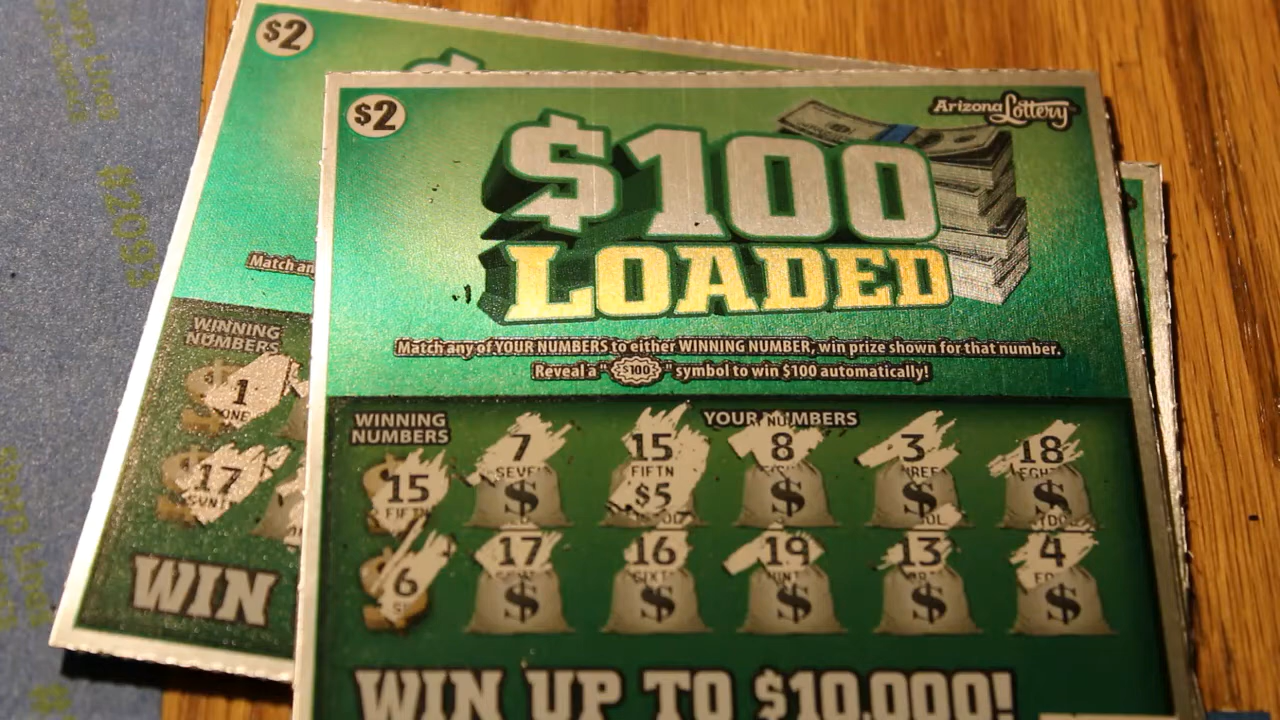 $2
$2
Arizona Lottery
$100
LOADED
Match an
Match any of YOUR NUMBERS to either WINNING NUMBER, win prize shown for that number.
Reveal a "$100" symbol to win $100 automatically!
WINNING
NUMBERS
1
ONE
17
WIN
WINNING
NUMBERS
YOUR NUMBERS
7 15 8 3 18
FIFTN
15
$5
17 16 19 13 4
6
WIN UP TO $10,000!
#2093